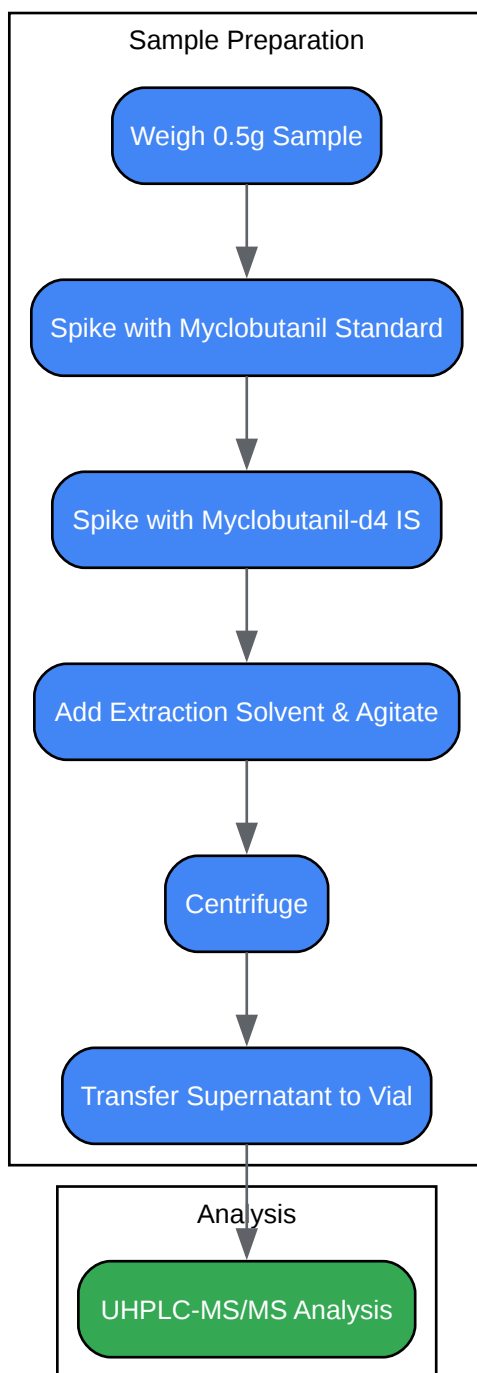 Sample Preparation
Weigh 0.5g Sample
Spike with Myclobutanil Standard
Spike with Myclobutanil-d4 IS
Add Extraction Solvent & Agitate
Centrifuge
Transfer Supernatant to Vial
Analysis
UHPLC-MS/MS Analysis